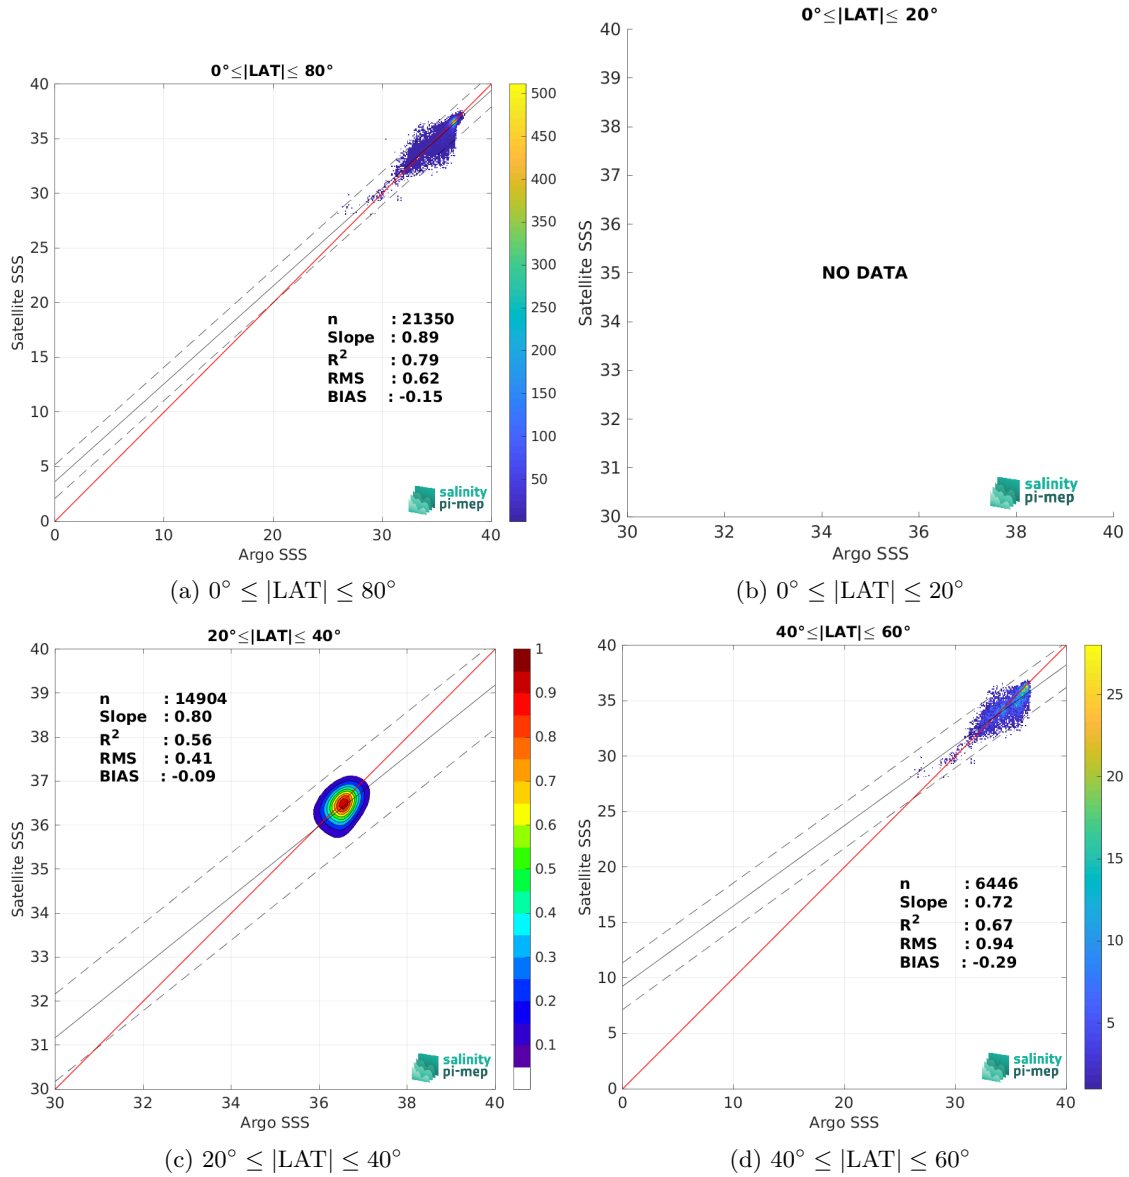 0°≤|LAT|≤ 80°
40
35
30
25
20
15
10
5
0
Satellite SSS
n : 21350
Slope : 0.89
R² : 0.79
RMS : 0.62
BIAS : -0.15
salinity
pi-mep
0 10 20 30 40
Argo SSS
500
450
400
350
300
250
200
150
100
50
(a) 0° ≤ |LAT| ≤ 80°
0°≤|LAT|≤ 20°
40
39
38
37
36
35
34
33
32
31
30
Satellite SSS
NO DATA
salinity
pi-mep
30 32 34 36 38 40
Argo SSS
(b) 0° ≤ |LAT| ≤ 20°
20°≤|LAT|≤ 40°
40
39
38
37
36
35
34
33
32
31
30
Satellite SSS
n : 14904
Slope : 0.80
R² : 0.56
RMS : 0.41
BIAS : -0.09
salinity
pi-mep
30 32 34 36 38 40
Argo SSS
1
0.9
0.8
0.7
0.6
0.5
0.4
0.3
0.2
0.1
(c) 20° ≤ |LAT| ≤ 40°
40°≤|LAT|≤ 60°
40
35
30
25
20
15
10
5
0
Satellite SSS
n : 6446
Slope : 0.72
R² : 0.67
RMS : 0.94
BIAS : -0.29
salinity
pi-mep
0 10 20 30 40
Argo SSS
25
20
15
10
5
(d) 40° ≤ |LAT| ≤ 60°